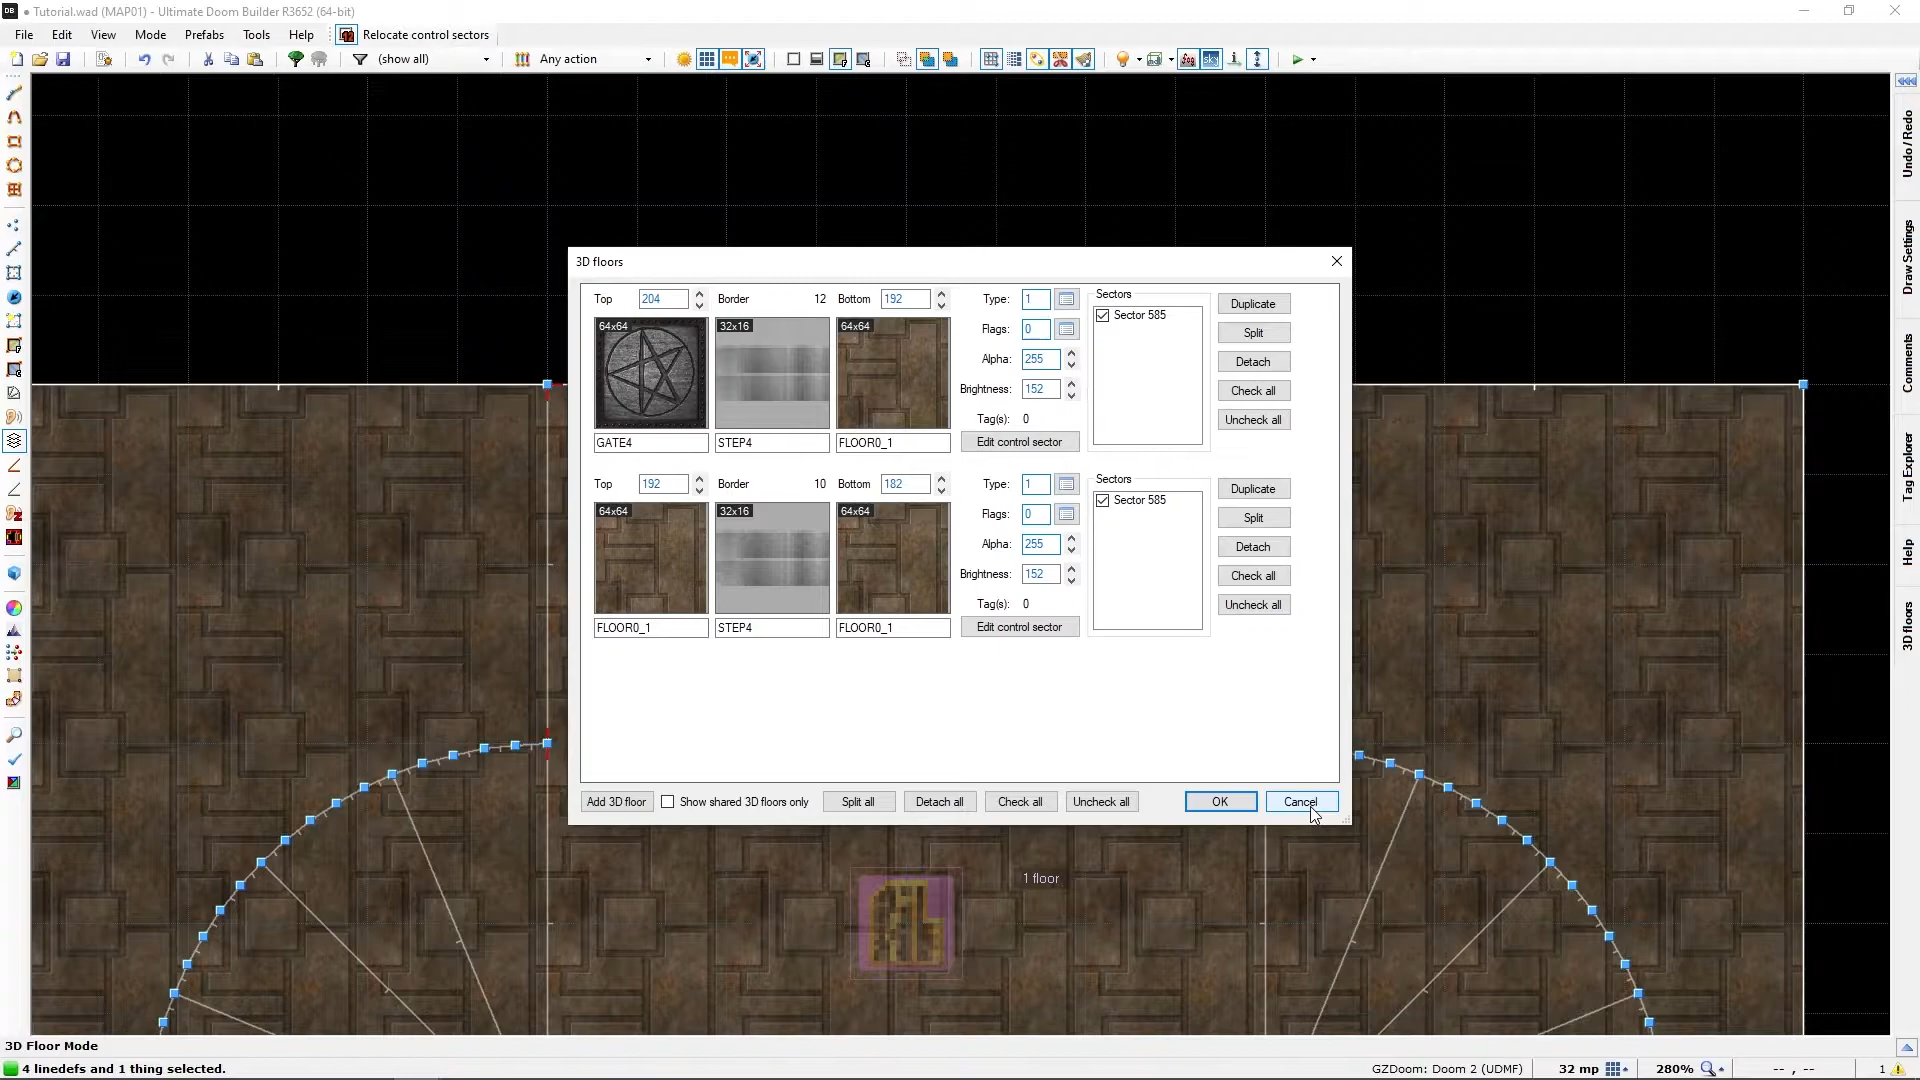 DB • Tutorial.wad (MAP01) - Ultimate Doom Builder R3652 (64-bit)
File Edit View Mode Prefabs Tools Help Relocate control sectors
(show all) Any action
Undo / Redo
Draw Settings
Comments
Tag Explorer
Help
3D floors
3D floors
Top 204 Border 12 Bottom 192 Type: 1 Sectors Duplicate
64x64 32x16 64x64 Flags: 0 Sector 585 Split
Alpha: 255 Detach
Brightness: 152 Check all
Tag(s): 0 Uncheck all
GATE4 STEP4 FLOOR0_1 Edit control sector
Top 192 Border 10 Bottom 182 Type: 1 Sectors Duplicate
64x64 32x16 64x64 Flags: 0 Sector 585 Split
Alpha: 255 Detach
Brightness: 152 Check all
Tag(s): 0 Uncheck all
FLOOR0_1 STEP4 FLOOR0_1 Edit control sector
Add 3D floor Show shared 3D floors only Split all Detach all Check all Uncheck all OK Cancel
1 floor
3D Floor Mode
4 linedefs and 1 thing selected. GZDoom: Doom 2 (UDMF) 32 mp 280% -- , -- 1